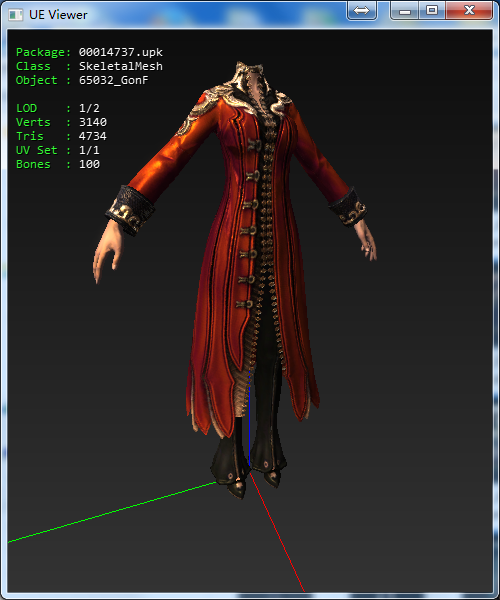 UE Viewer
Package: 00014737.upk
Class : SkeletalMesh
Object : 65032_GonF
LOD : 1/2
Verts : 3140
Tris : 4734
UV Set : 1/1
Bones : 100